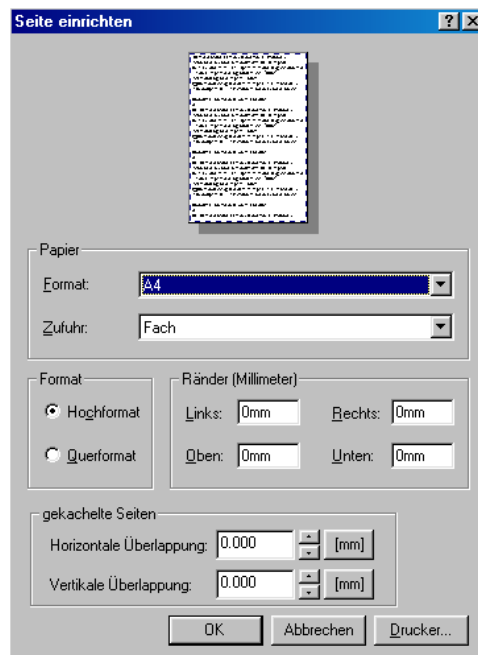 Seite einrichten
Papier
Format: A4
Zufuhr: Fach
Format
Hochformat
Querformat
Ränder (Millimeter)
Links: 0mm Rechts: 0mm
Oben: 0mm Unten: 0mm
gekachelte Seiten
Horizontale Überlappung: 0.000 [mm]
Vertikale Überlappung: 0.000 [mm]
OK Abbrechen Drucker...